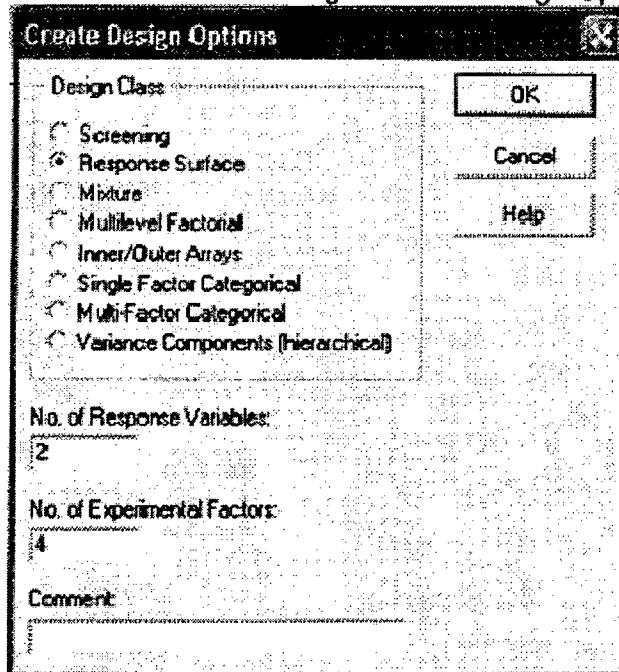 Create Design Options
Design Class
Screening
Response Surface
Mixture
Multilevel Factorial
Inner/Outer Arrays
Single Factor Categorical
Multi-Factor Categorical
Variance Components (hierarchical)
OK
Cancel
Help
No. of Response Variables:
2
No. of Experimental Factors:
4
Comment: